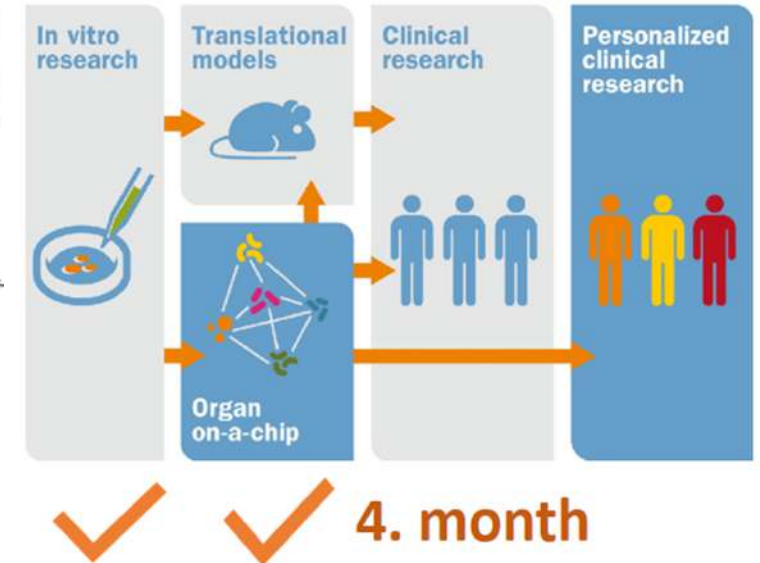 In vitro
research
Translational
models
Clinical
research
Personalized
clinical
research
Organ
on-a-chip
4. month